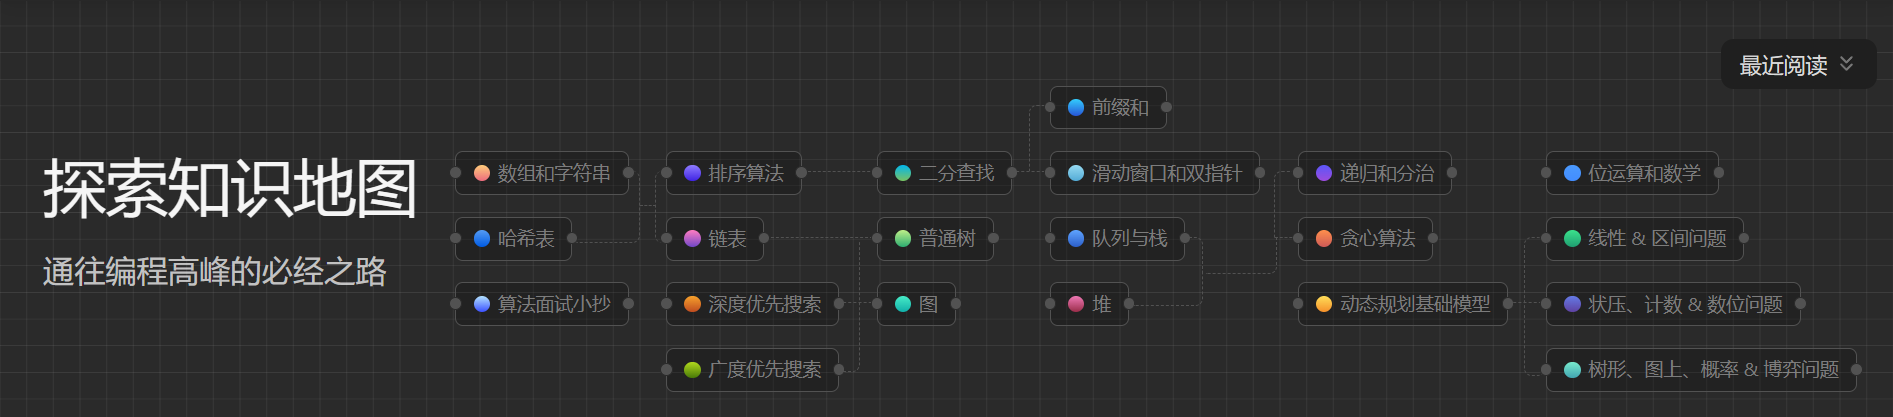 探索知识地图
通往编程高峰的必经之路
最近阅读
前缀和
数组和字符串
排序算法
二分查找
滑动窗口和双指针
递归和分治
位运算和数学
哈希表
链表
普通树
队列与栈
贪心算法
线性 & 区间问题
算法面试小抄
深度优先搜索
图
堆
动态规划基础模型
状压、计数 & 数位问题
广度优先搜索
树形、图上、概率 & 博弈问题